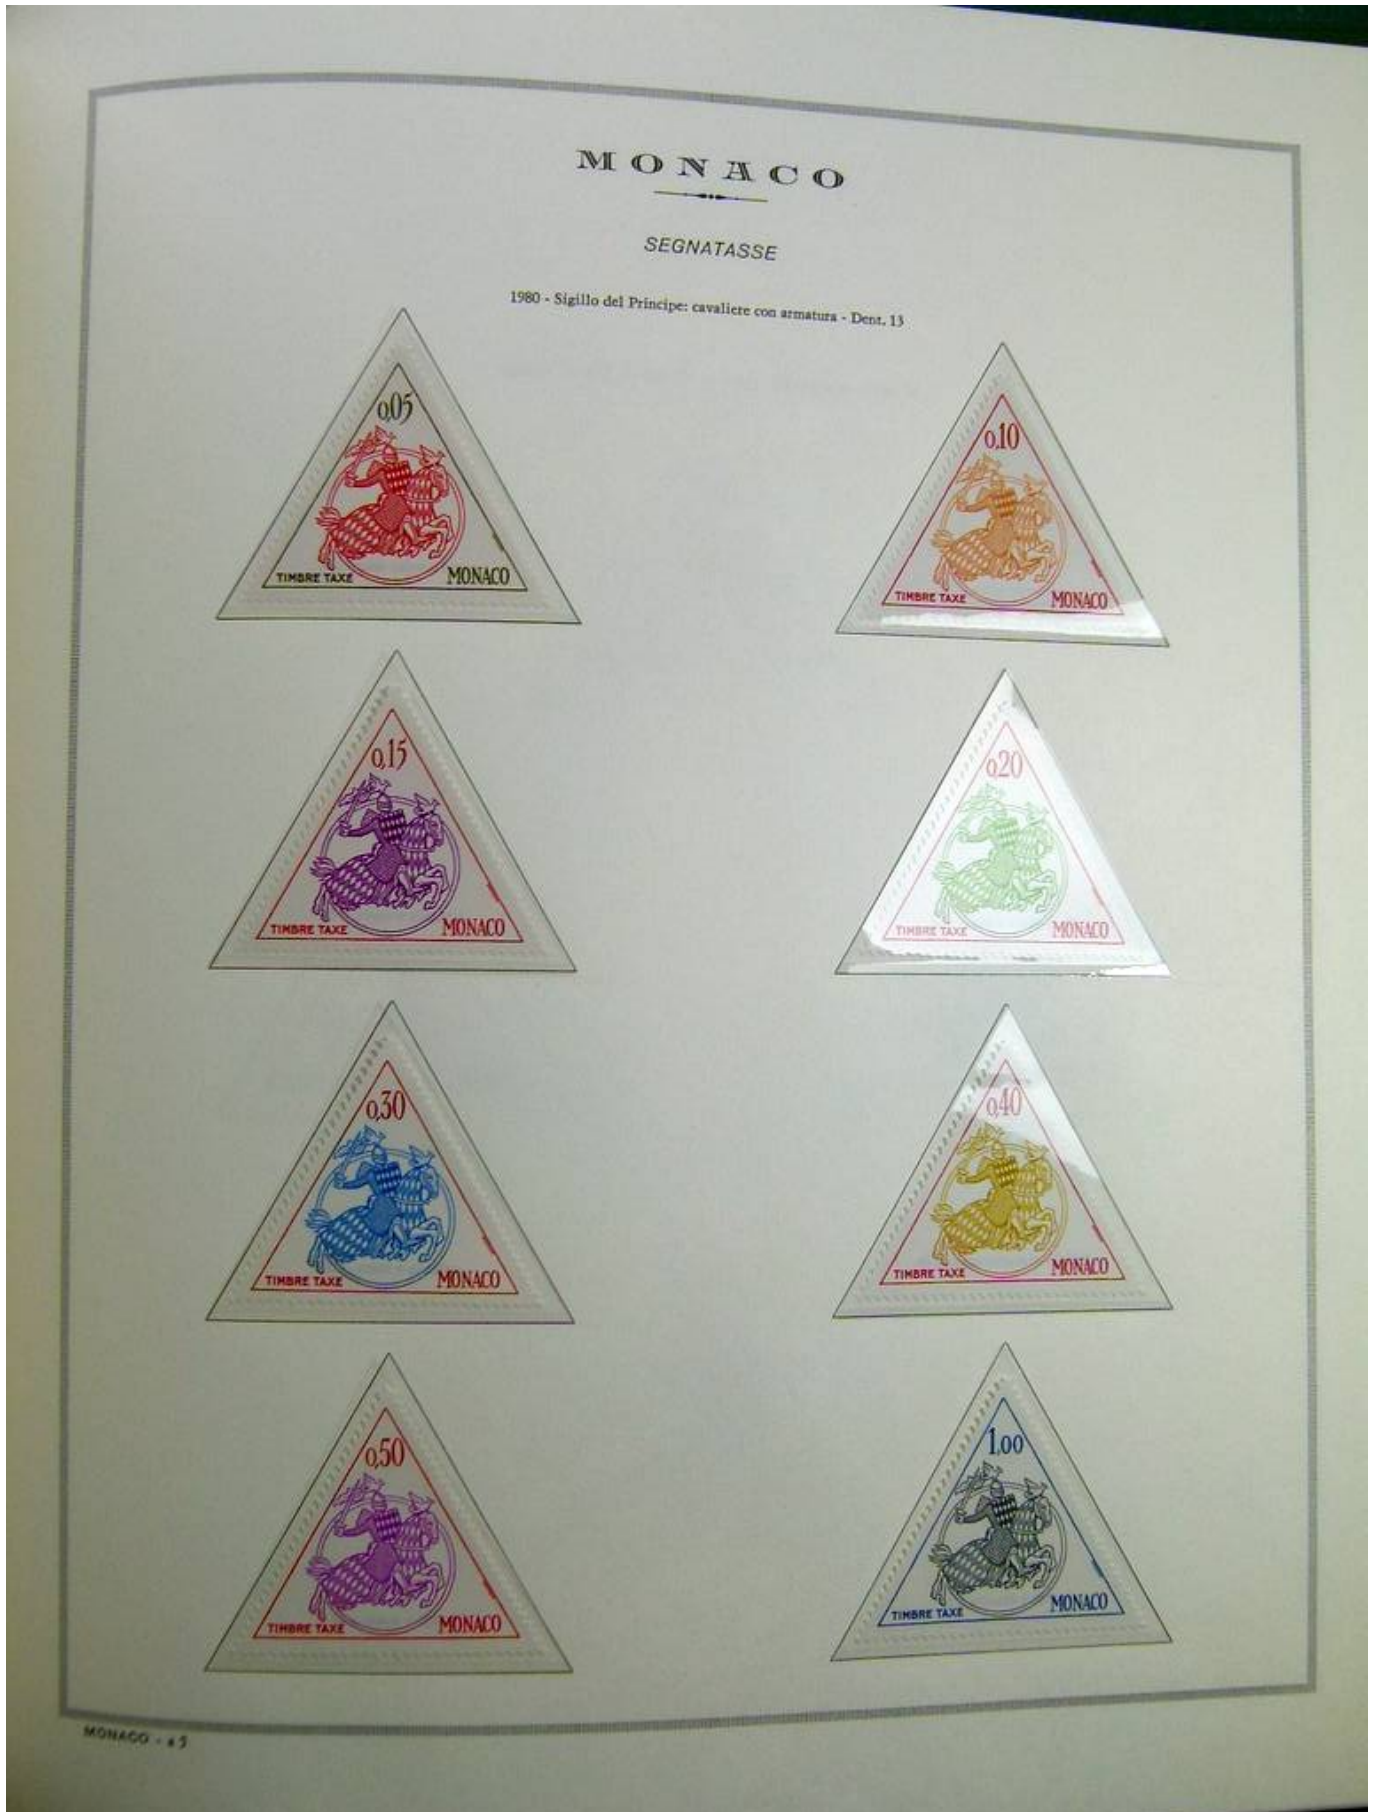 MONACO
SEGNATASSE
1980 - Sigillo del Principe: cavaliere con armatura - Dent. 13
0,05
TIMBRE TAXE MONACO
0,10
TIMBRE TAXE MONACO
0,15
TIMBRE TAXE MONACO
0,20
TIMBRE TAXE MONACO
0,30
TIMBRE TAXE MONACO
0,40
TIMBRE TAXE MONACO
0,50
TIMBRE TAXE MONACO
1,00
TIMBRE TAXE MONACO
MONACO -